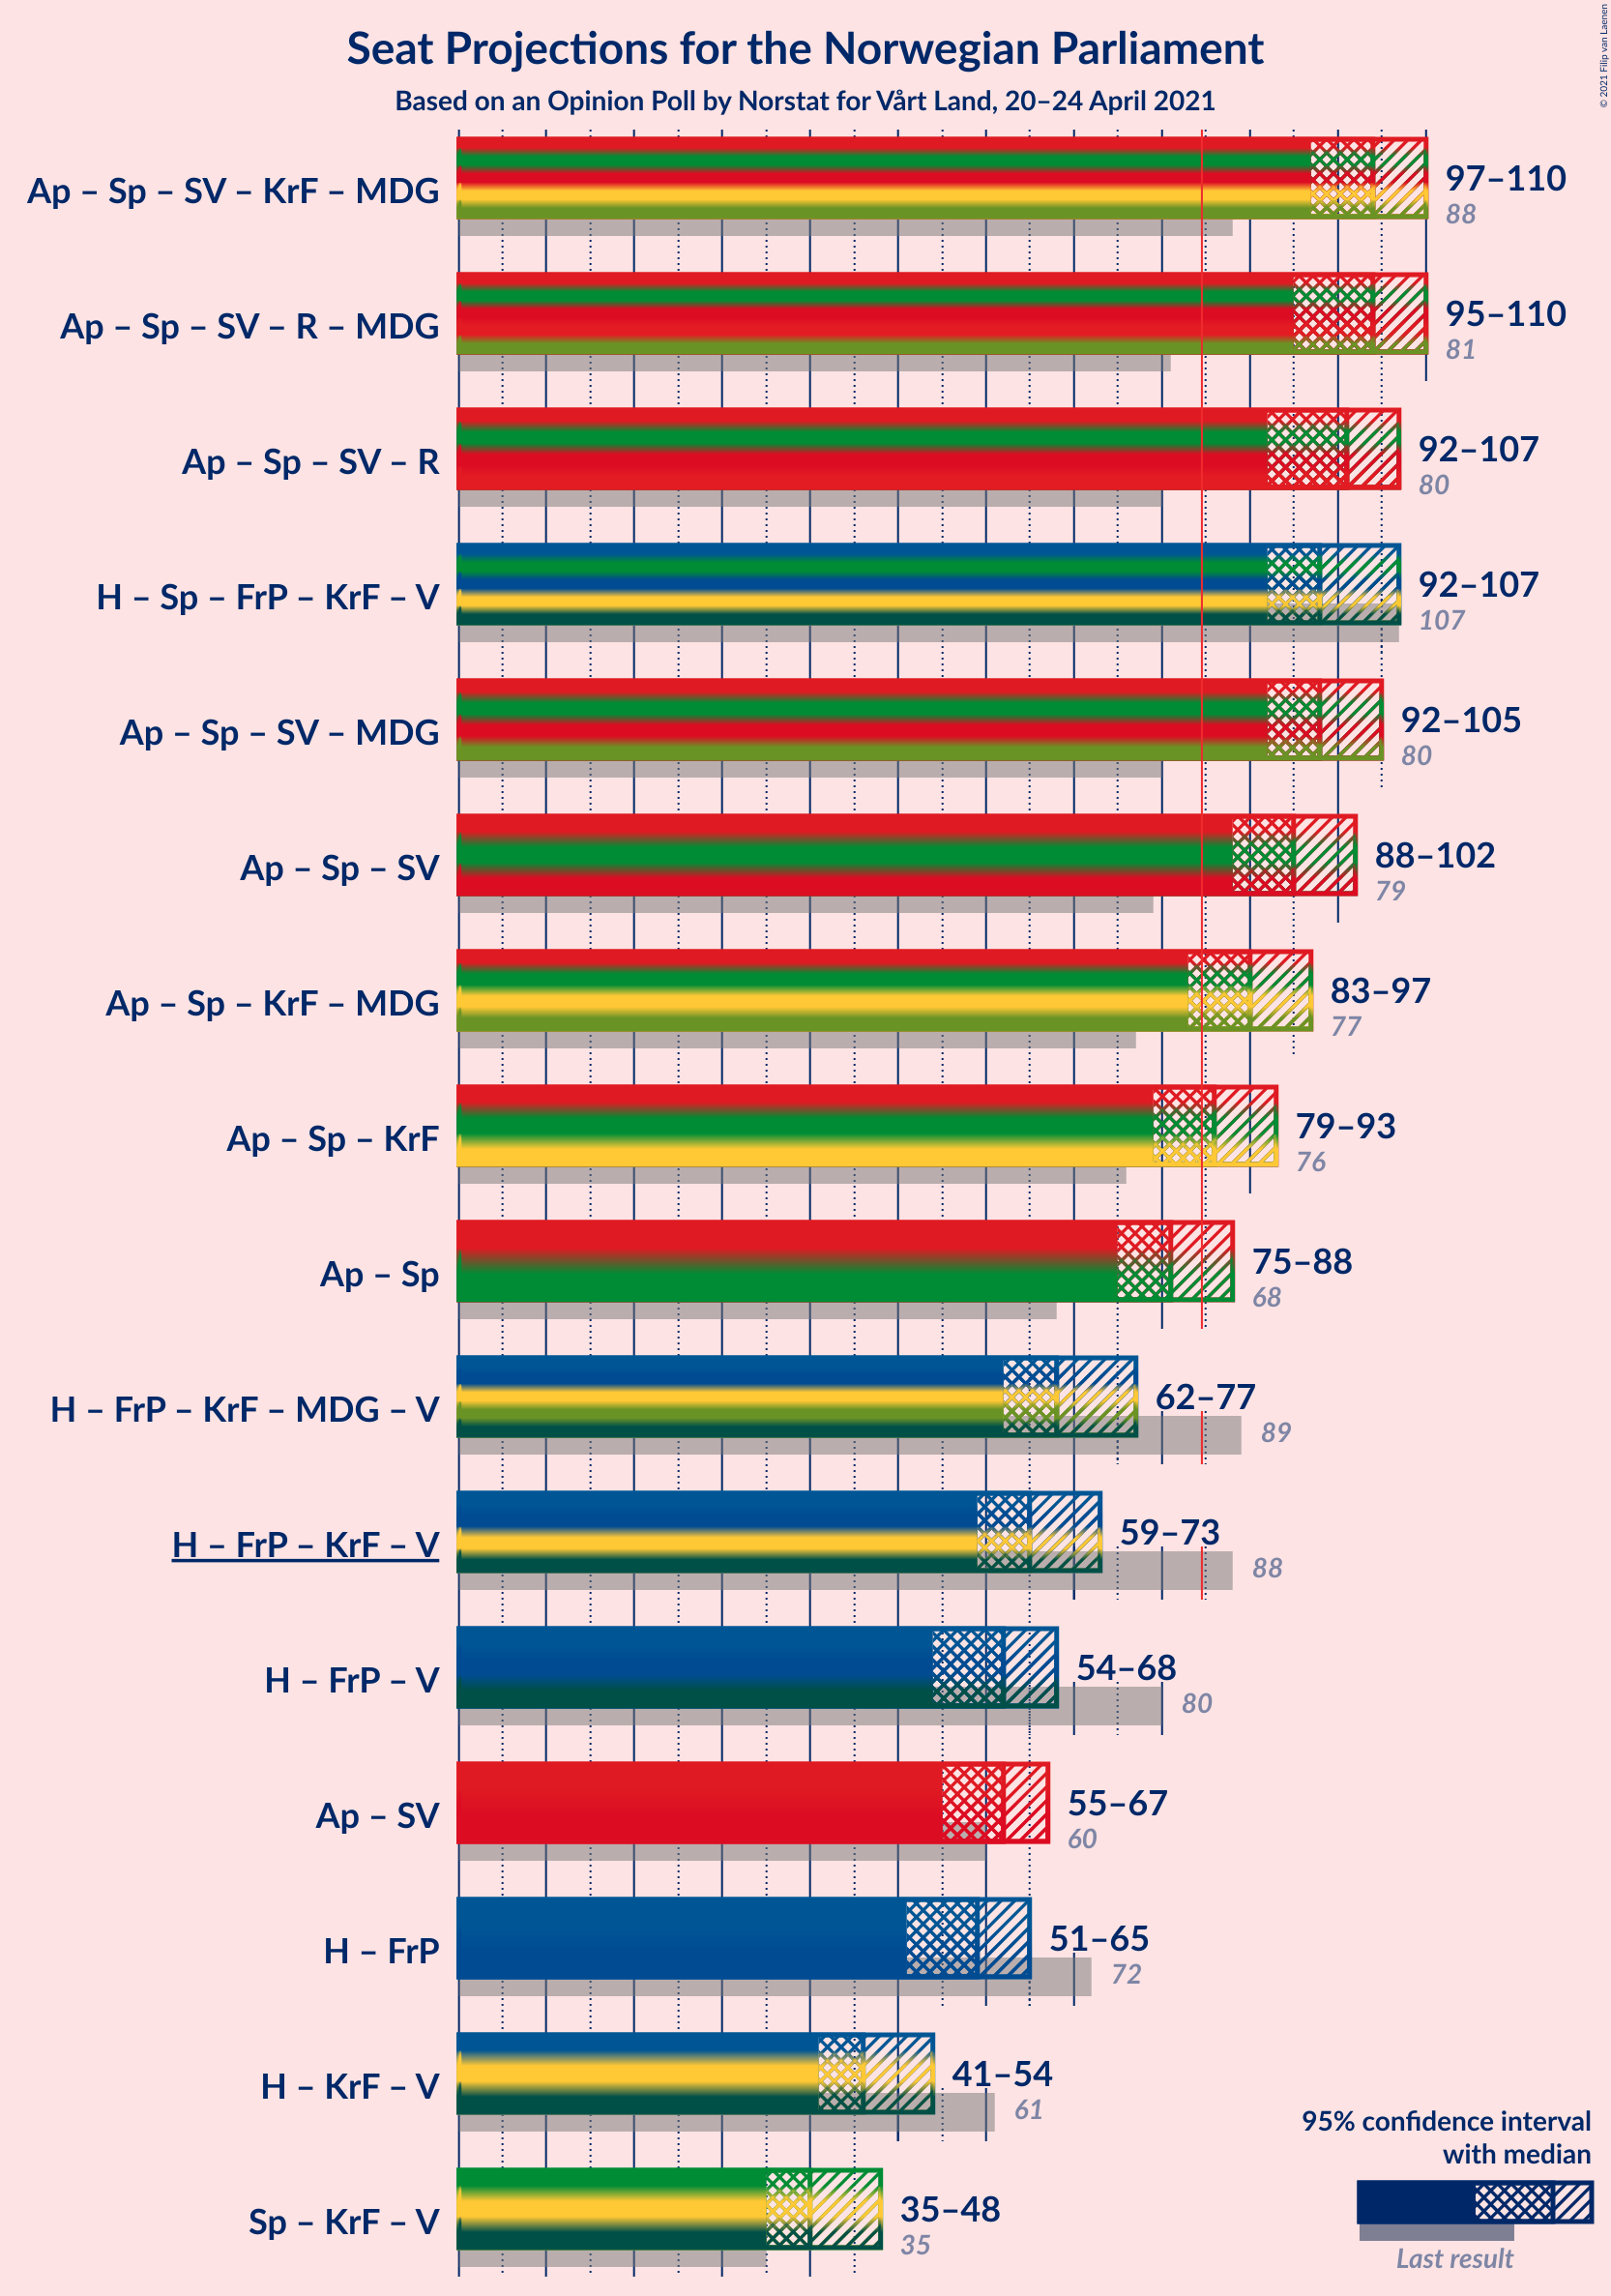 © 2021 Filip van Laenen
Seat Projections for the Norwegian Parliament
Based on an Opinion Poll by Norstat for Vårt Land, 20–24 April 2021
Ap – Sp – SV – KrF – MDG
97–110
88
Ap – Sp – SV – R – MDG
95–110
81
Ap – Sp – SV – R
92–107
80
H – Sp – FrP – KrF – V
92–107
107
Ap – Sp – SV – MDG
92–105
80
Ap – Sp – SV
88–102
79
Ap – Sp – KrF – MDG
83–97
77
Ap – Sp – KrF
79–93
76
Ap – Sp
75–88
68
H – FrP – KrF – MDG – V
62–77
89
H – FrP – KrF – V
59–73
88
H – FrP – V
54–68
80
Ap – SV
55–67
60
H – FrP
51–65
72
H – KrF – V
41–54
61
Sp – KrF – V
35–48
35
95% confidence interval
with median
Last result